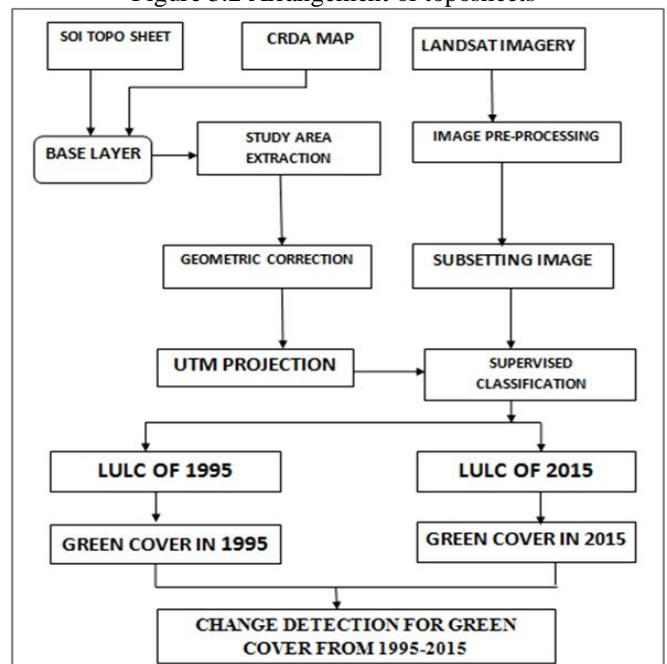 Figure 3.2 Arrangement of toposheets
SOI TOPO SHEET
CRDA MAP
LANDSAT IMAGERY
BASE LAYER
STUDY AREA
EXTRACTION
IMAGE PRE-PROCESSING
GEOMETRIC CORRECTION
SUBSETTING IMAGE
UTM PROJECTION
SUPERVISED
CLASSIFICATION
LULC OF 1995
LULC OF 2015
GREEN COVER IN 1995
GREEN COVER IN 2015
CHANGE DETECTION FOR GREEN
COVER FROM 1995-2015